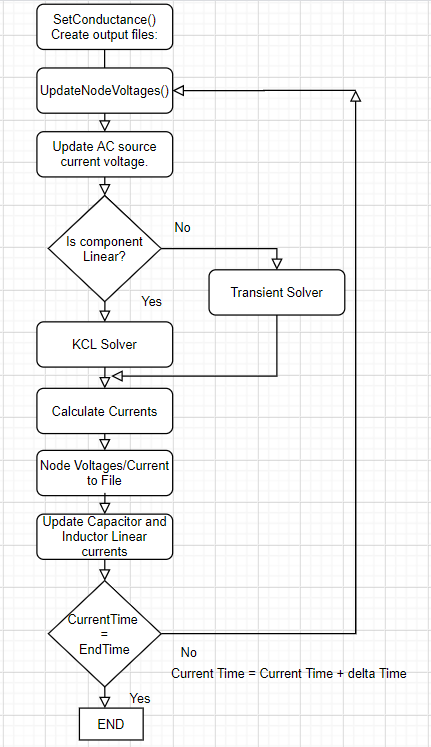 SetConductance()
Create output files:
UpdateNodeVoltages()
Update AC source
current voltage.
No
Is component
Linear?
Transient Solver
Yes
KCL Solver
Calculate Currents
Node Voltages/Current
to File
Update Capacitor and
Inductor Linear
currents
CurrentTime
=
EndTime
No
Current Time = Current Time + delta Time
Yes
END